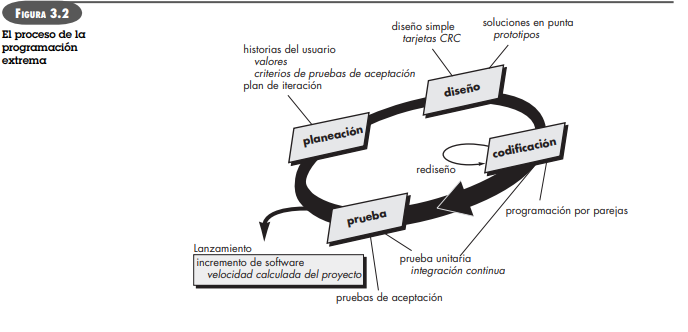 FIGURA 3.2
El proceso de la
programación
extrema
historias del usuario
valores
criterios de pruebas de aceptación
plan de iteración
diseño simple
tarjetas CRC
soluciones en punta
prototipos
planeación
diseño
codificación
rediseño
programación por parejas
prueba
prueba unitaria
integración continua
pruebas de aceptación
Lanzamiento
incremento de software
velocidad calculada del proyecto